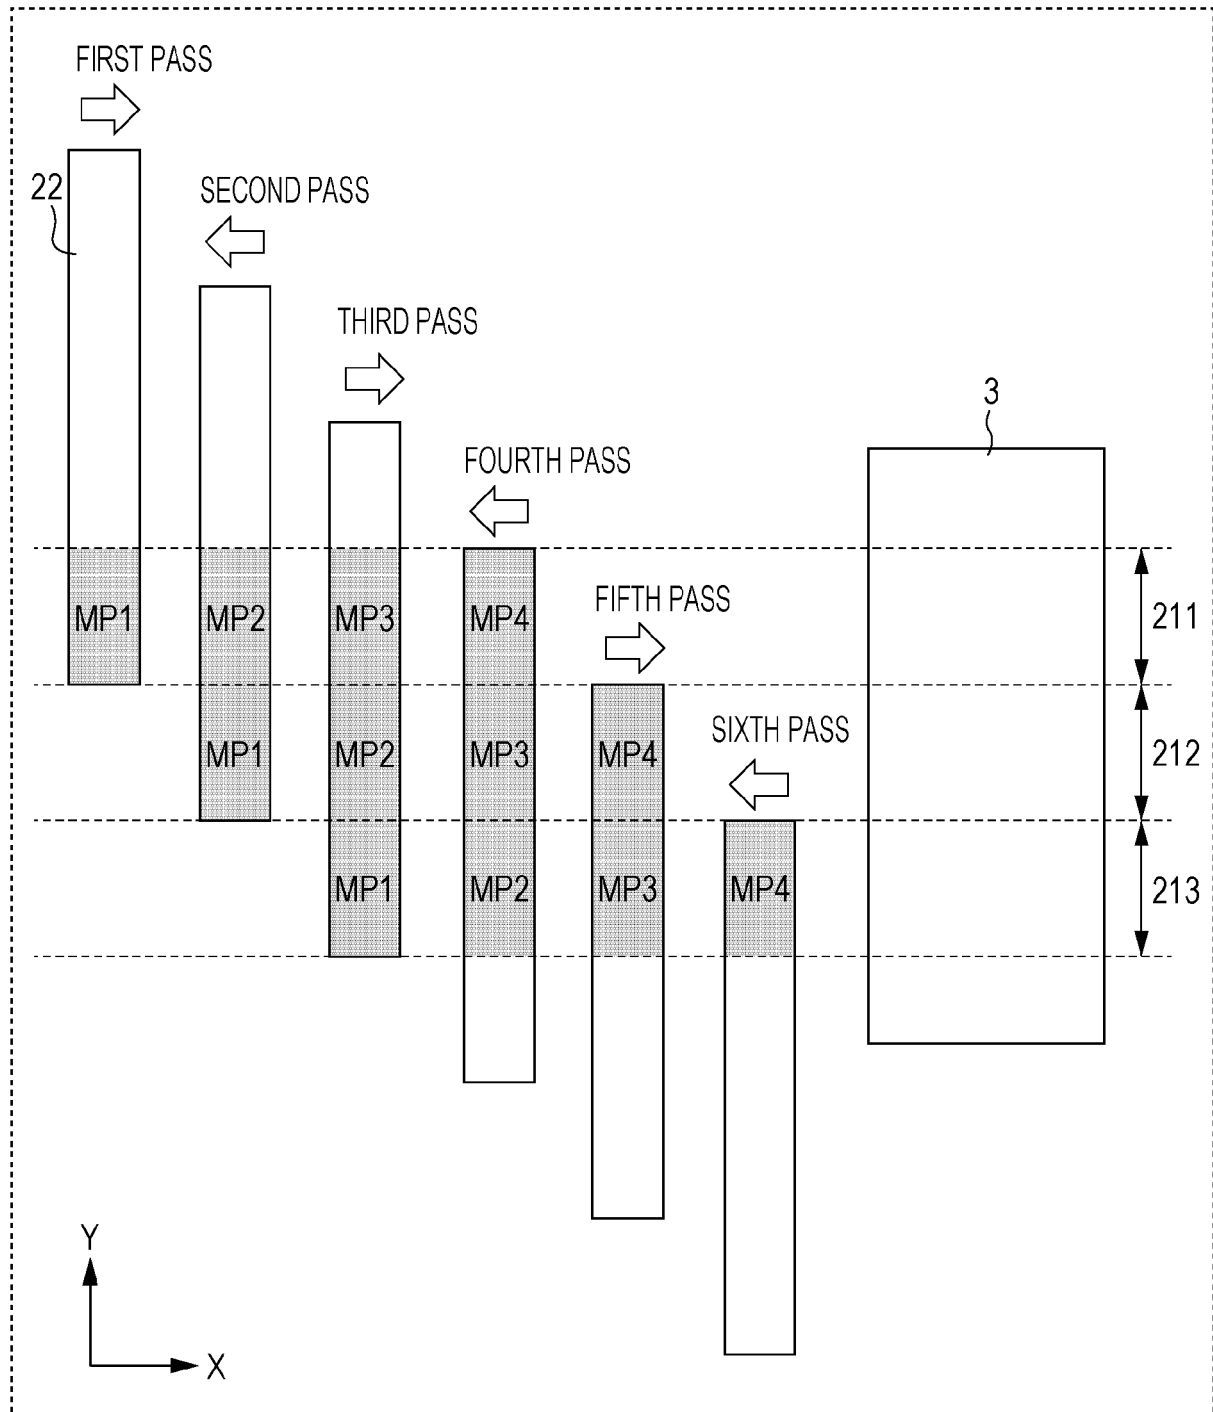 FIRST PASS
22
SECOND PASS
THIRD PASS
3
FOURTH PASS
MP1 MP2 MP3 MP4 211
FIFTH PASS
MP1 MP2 MP3 MP4 212
SIXTH PASS
MP1 MP2 MP3 MP4 213
Y
X